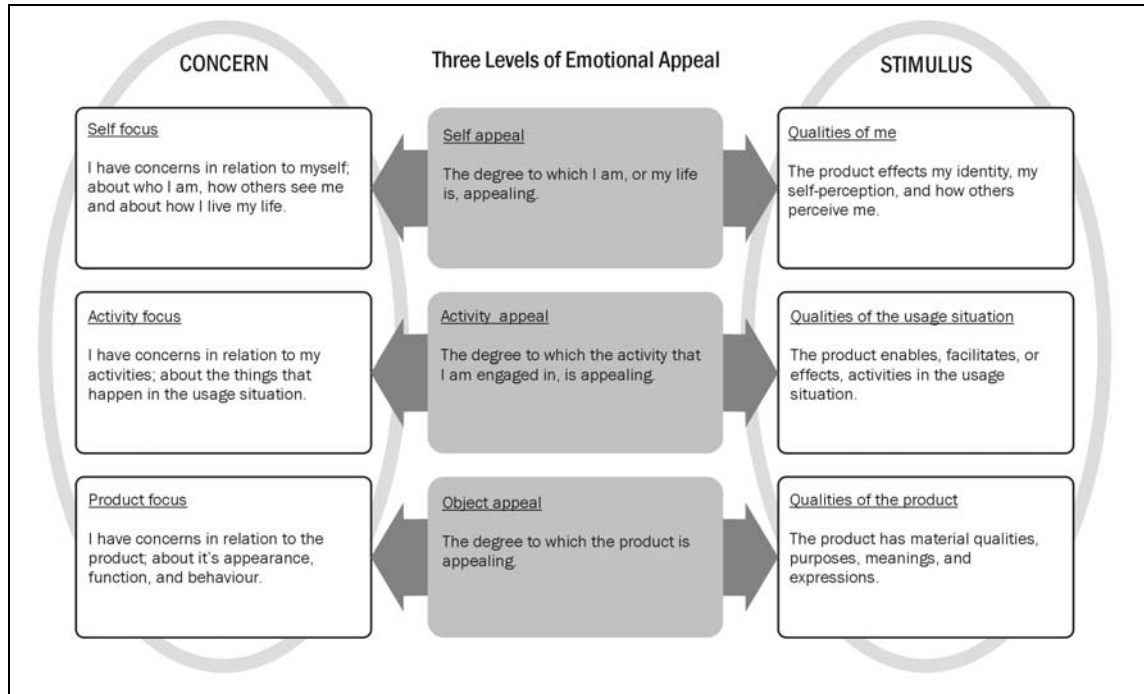 CONCERN
Three Levels of Emotional Appeal
STIMULUS
Self focus
I have concerns in relation to myself;
about who I am, how others see me
and about how I live my life.
Self appeal
The degree to which I am, or my life
is, appealing.
Qualities of me
The product effects my identity, my
self-perception, and how others
perceive me.
Activity focus
I have concerns in relation to my
activities; about the things that
happen in the usage situation.
Activity appeal
The degree to which the activity that
I am engaged in, is appealing.
Qualities of the usage situation
The product enables, facilitates, or
effects, activities in the usage
situation.
Product focus
I have concerns in relation to the
product; about it's appearance,
function, and behaviour.
Object appeal
The degree to which the product is
appealing.
Qualities of the product
The product has material qualities,
purposes, meanings, and
expressions.